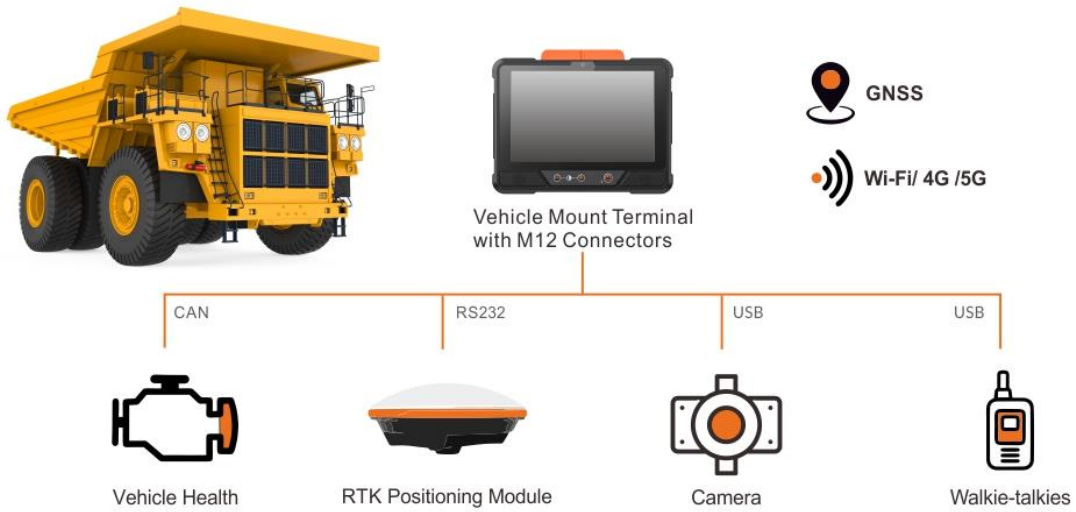 GNSS
Wi-Fi/ 4G /5G
Vehicle Mount Terminal
with M12 Connectors
CAN
RS232
USB
USB
Vehicle Health
RTK Positioning Module
Camera
Walkie-talkies